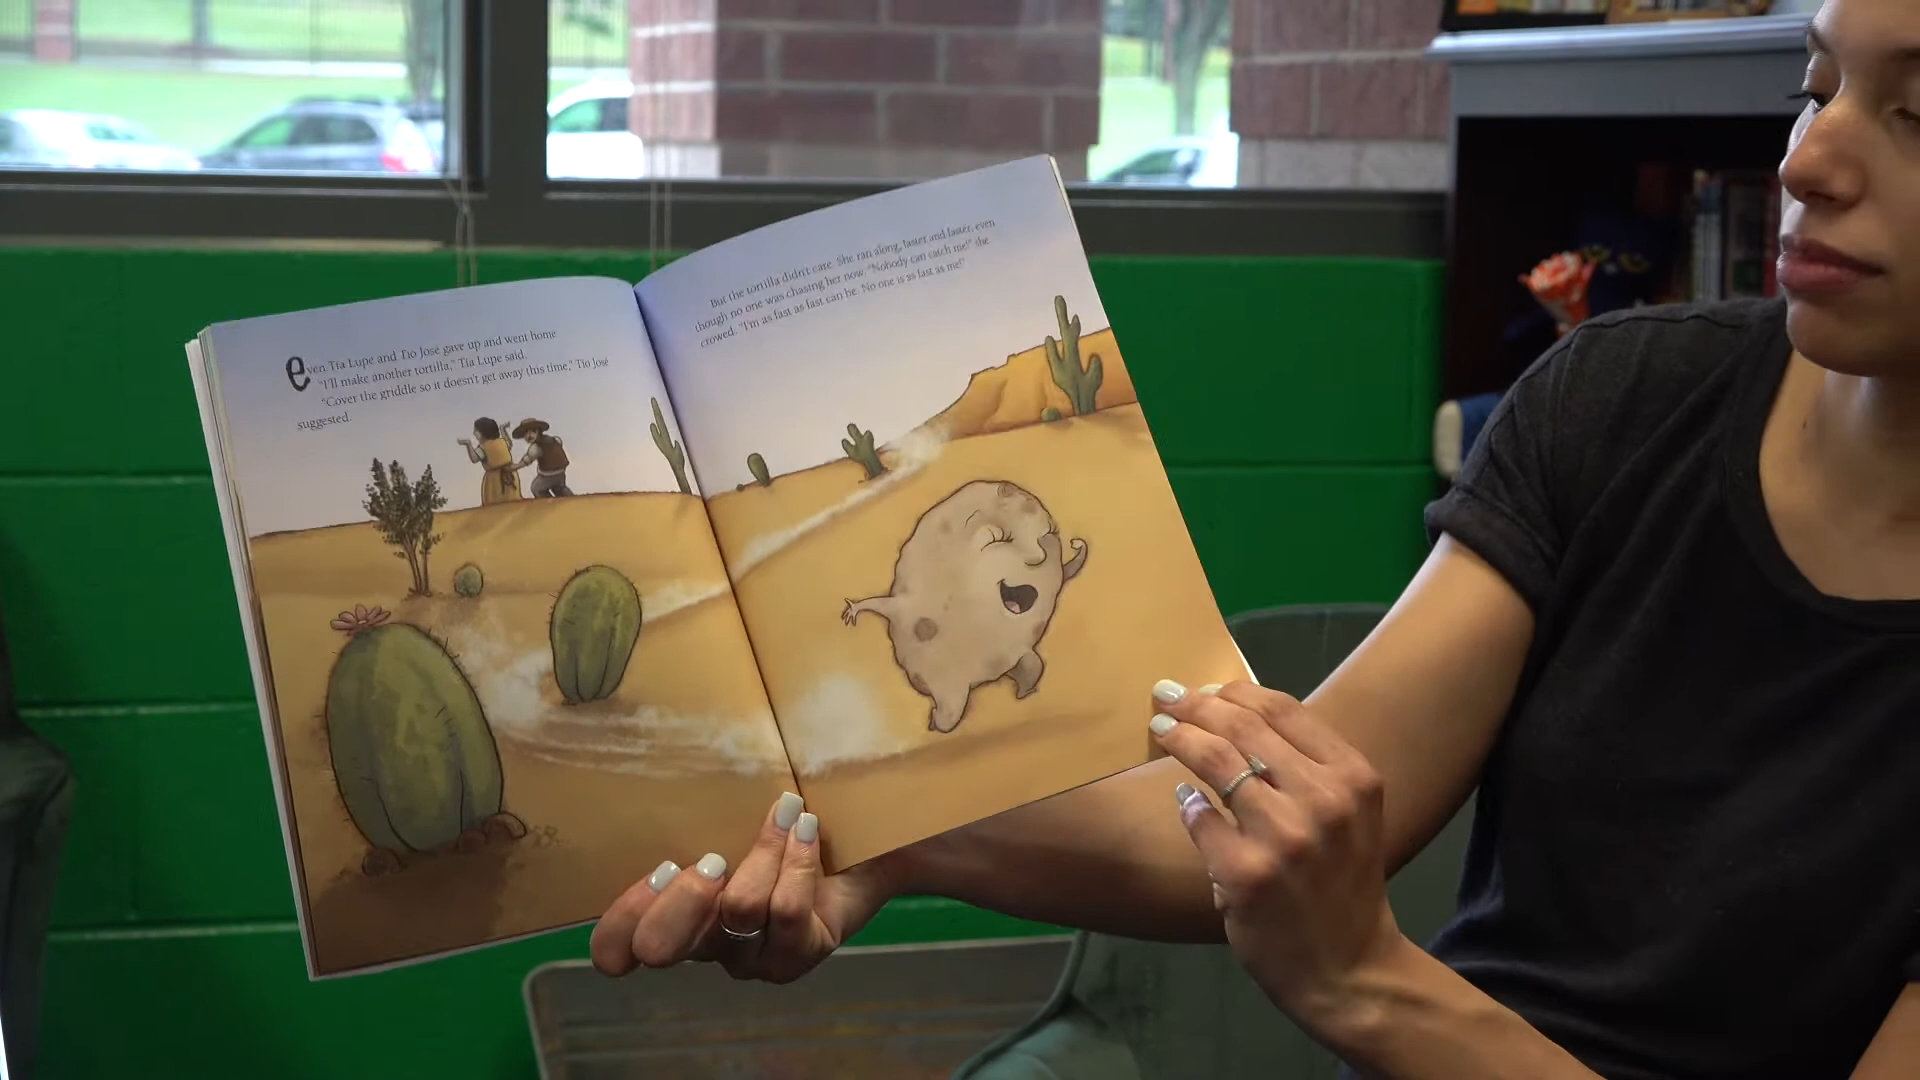 even Tía Lupe and Tío José gave up and went home.
"I'll make another tortilla," Tía Lupe said.
"Cover the griddle so it doesn't get away this time," Tío José
suggested.
But the tortilla didn't care. She ran along, faster and faster, even
though no one was chasing her now. "Nobody can catch me!" she
crowed. "I'm as fast as fast can be. No one is as fast as me!"